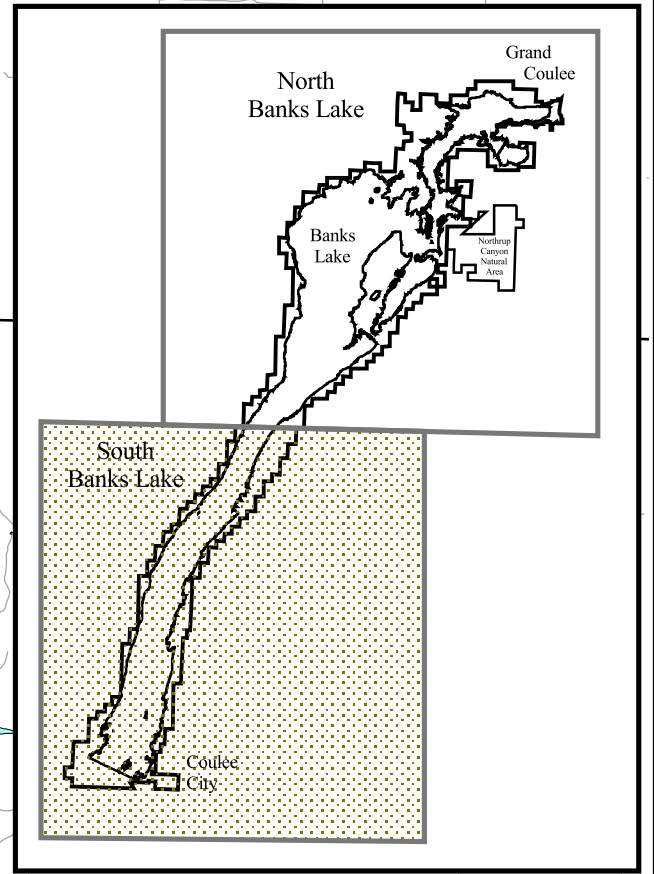 Grand
Coulee
North
Banks Lake
Banks
Lake
Northrup
Canyon
Natural
Area
South
Banks Lake
Coulee
City